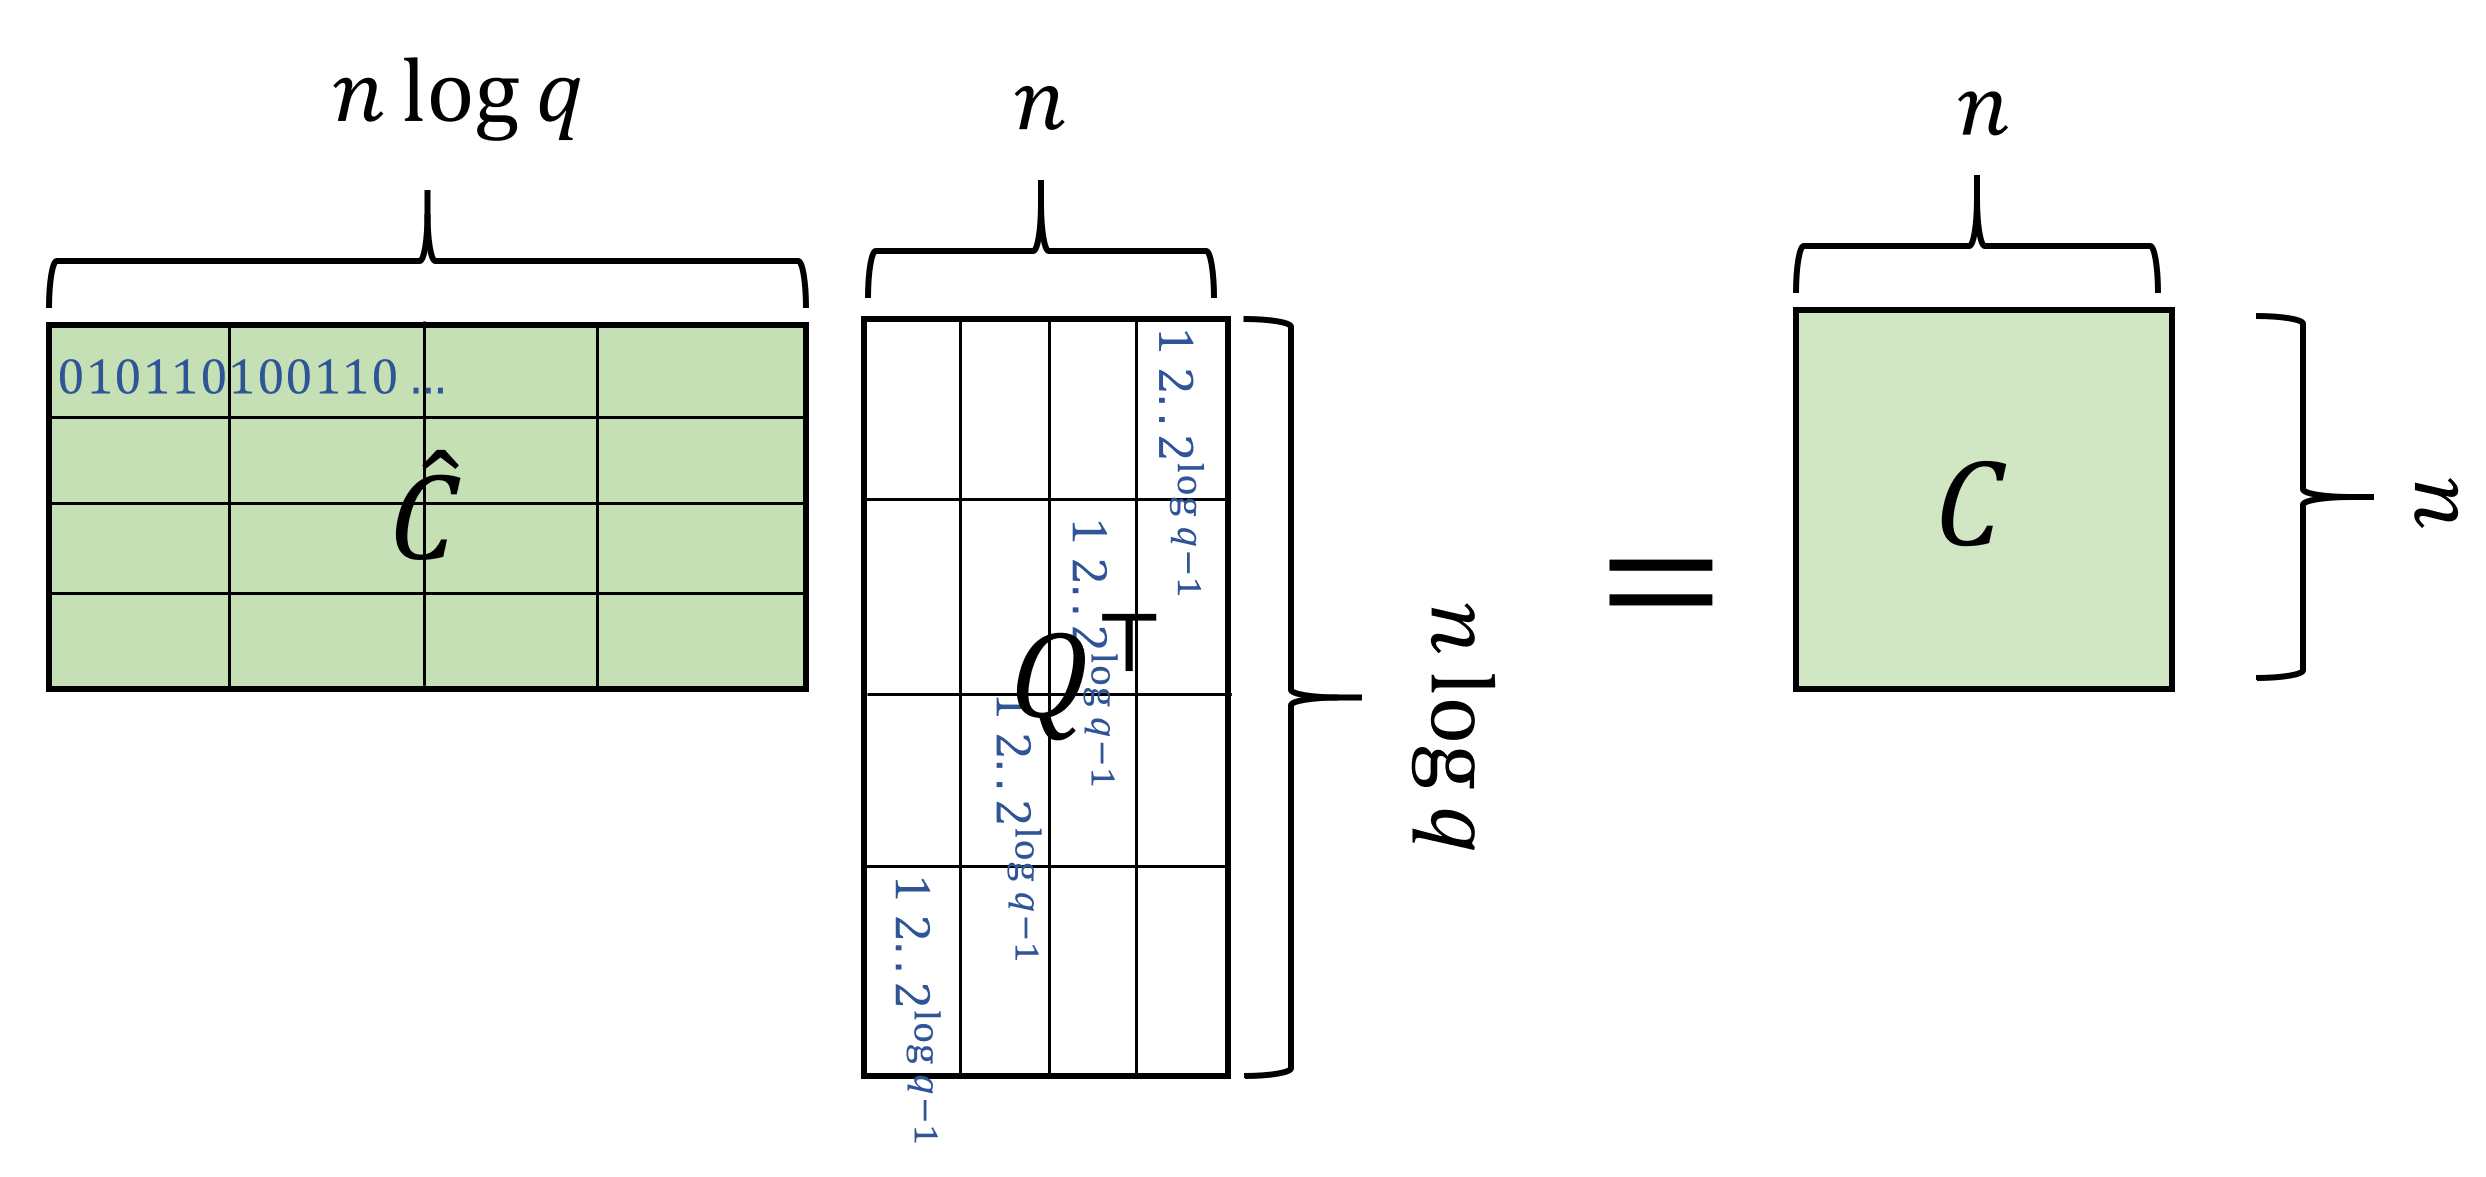 n log q
n
n
010110100110 ...
Ĉ
1 2..2^{log q−1}
1 2..2^{log q−1}
1 2..2^{log q−1}
1 2..2^{log q−1}
Q^⊤
n log q
=
C
n